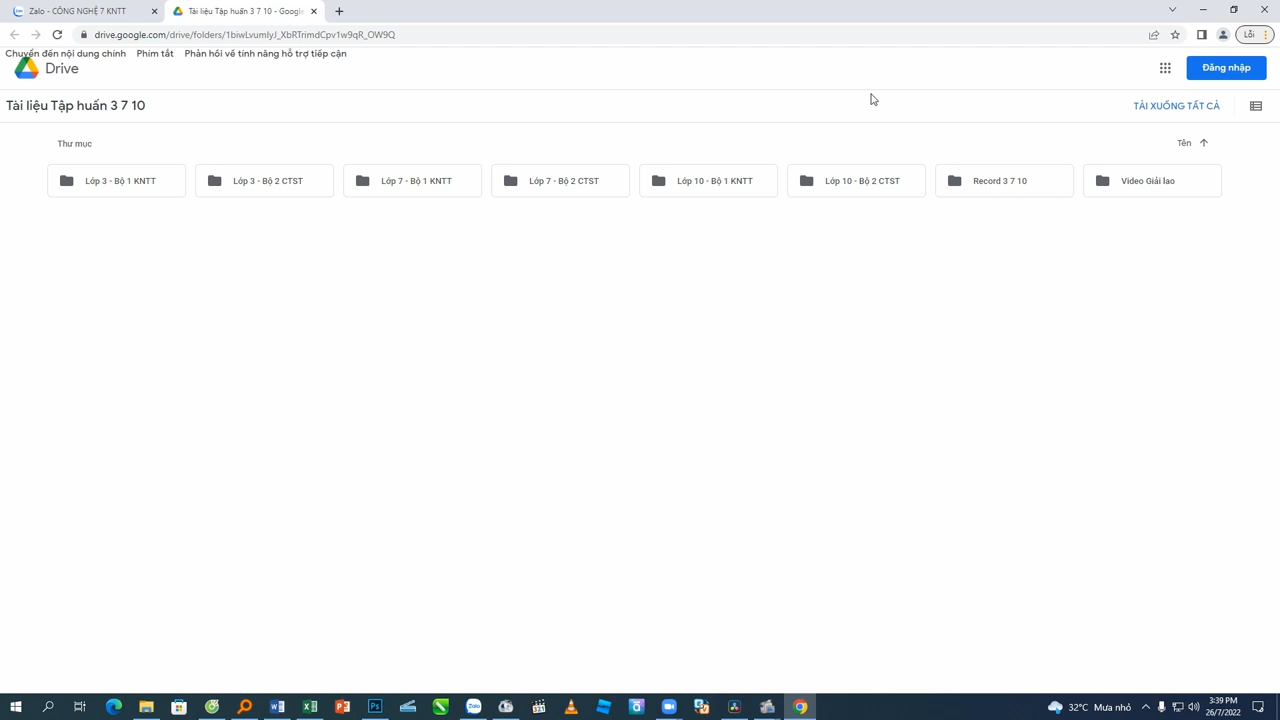 Zalo - CÔNG NGHỆ 7 KNTT
Tài liệu Tập huấn 3 7 10 - Google
drive.google.com/drive/folders/1biwLvumIyJ_XbRTrimdCpv1w9qR_OW9Q
Lỗi
Chuyển đến nội dung chính Phím tắt Phản hồi về tính năng hỗ trợ tiếp cận
Drive
Đăng nhập
Tài liệu Tập huấn 3 7 10
TẢI XUỐNG TẤT CẢ
Thư mục
Tên
Lớp 3 - Bộ 1 KNTT
Lớp 3 - Bộ 2 CTST
Lớp 7 - Bộ 1 KNTT
Lớp 7 - Bộ 2 CTST
Lớp 10 - Bộ 1 KNTT
Lớp 10 - Bộ 2 CTST
Record 3 7 10
Video Giải lao
Zalo
32°C Mưa nhỏ
3:39 PM
26/7/2022